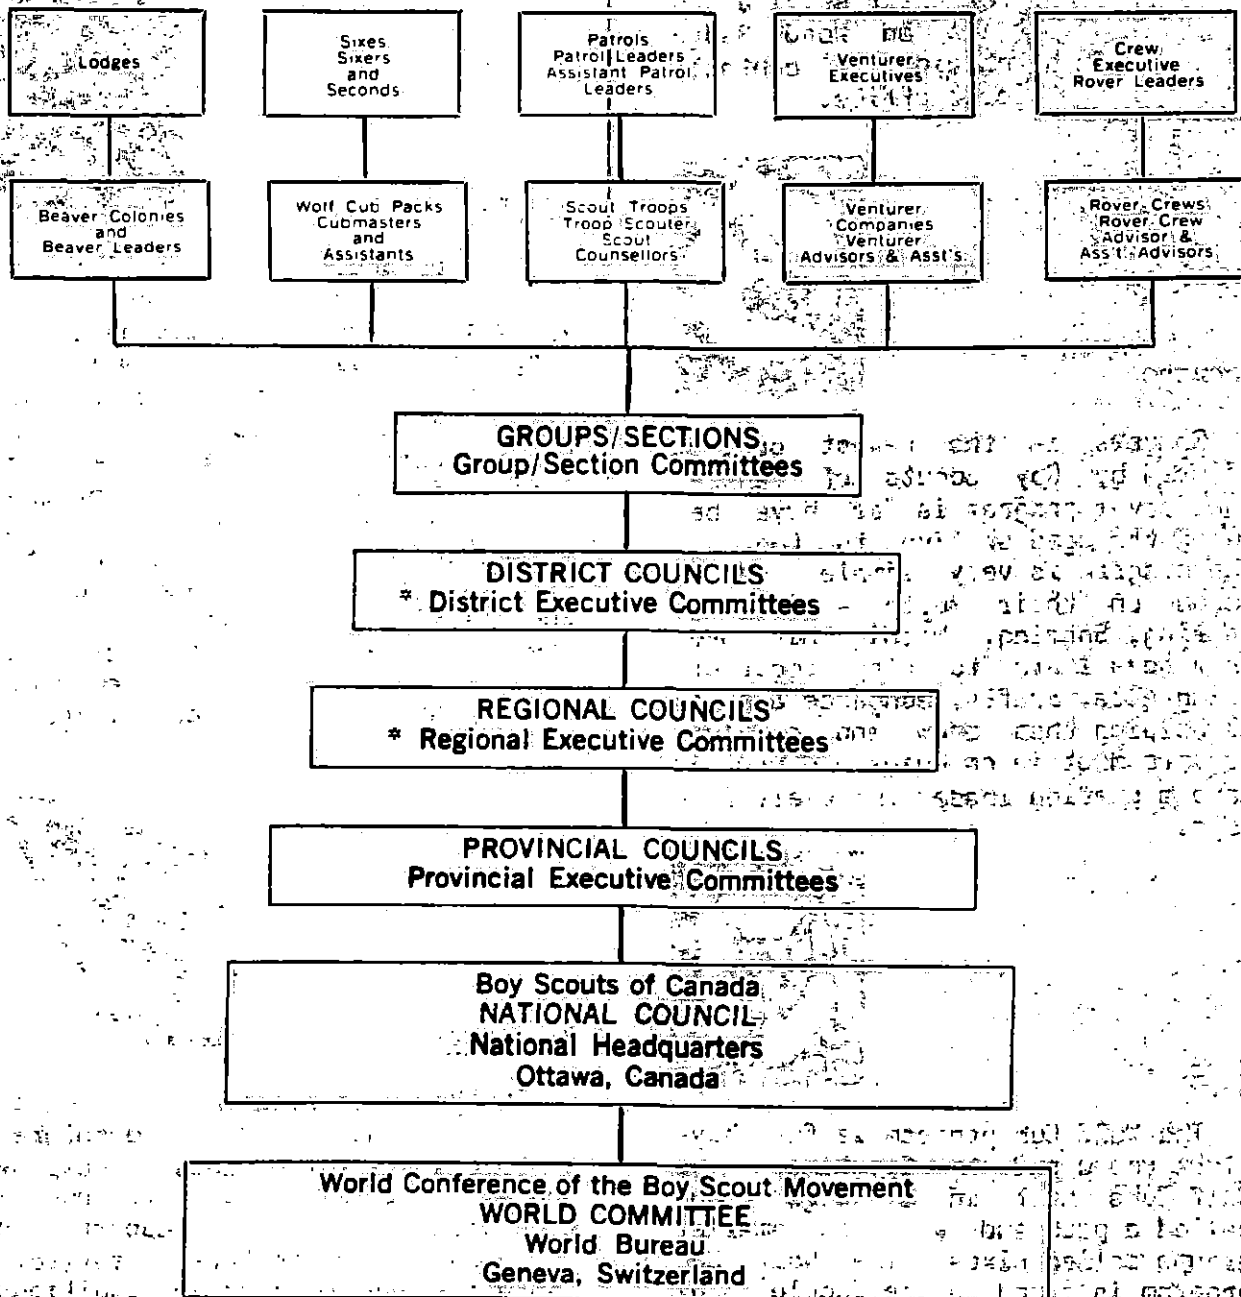 Lodges
Sixes
Sixers
and
Seconds
Patrols
Patrol Leaders
Assistant Patrol
Leaders
Venturer
Executives
Crew
Executive
Rover Leaders
Beaver Colonies
and
Beaver Leaders
Wolf Cub Packs
Cubmasters
and
Assistants
Scout Troops
Troop Scouter
Scout
Counsellors
Venturer
Companies
Venturer
Advisors & Asst's.
Rover Crews
Rover Crew
Advisor &
Ass't. Advisors
GROUPS/SECTIONS
Group/Section Committees
DISTRICT COUNCILS
* District Executive Committees
REGIONAL COUNCILS
* Regional Executive Committees
PROVINCIAL COUNCILS
Provincial Executive Committees
Boy Scouts of Canada
NATIONAL COUNCIL
National Headquarters
Ottawa, Canada
World Conference of the Boy Scout Movement
WORLD COMMITTEE
World Bureau
Geneva, Switzerland